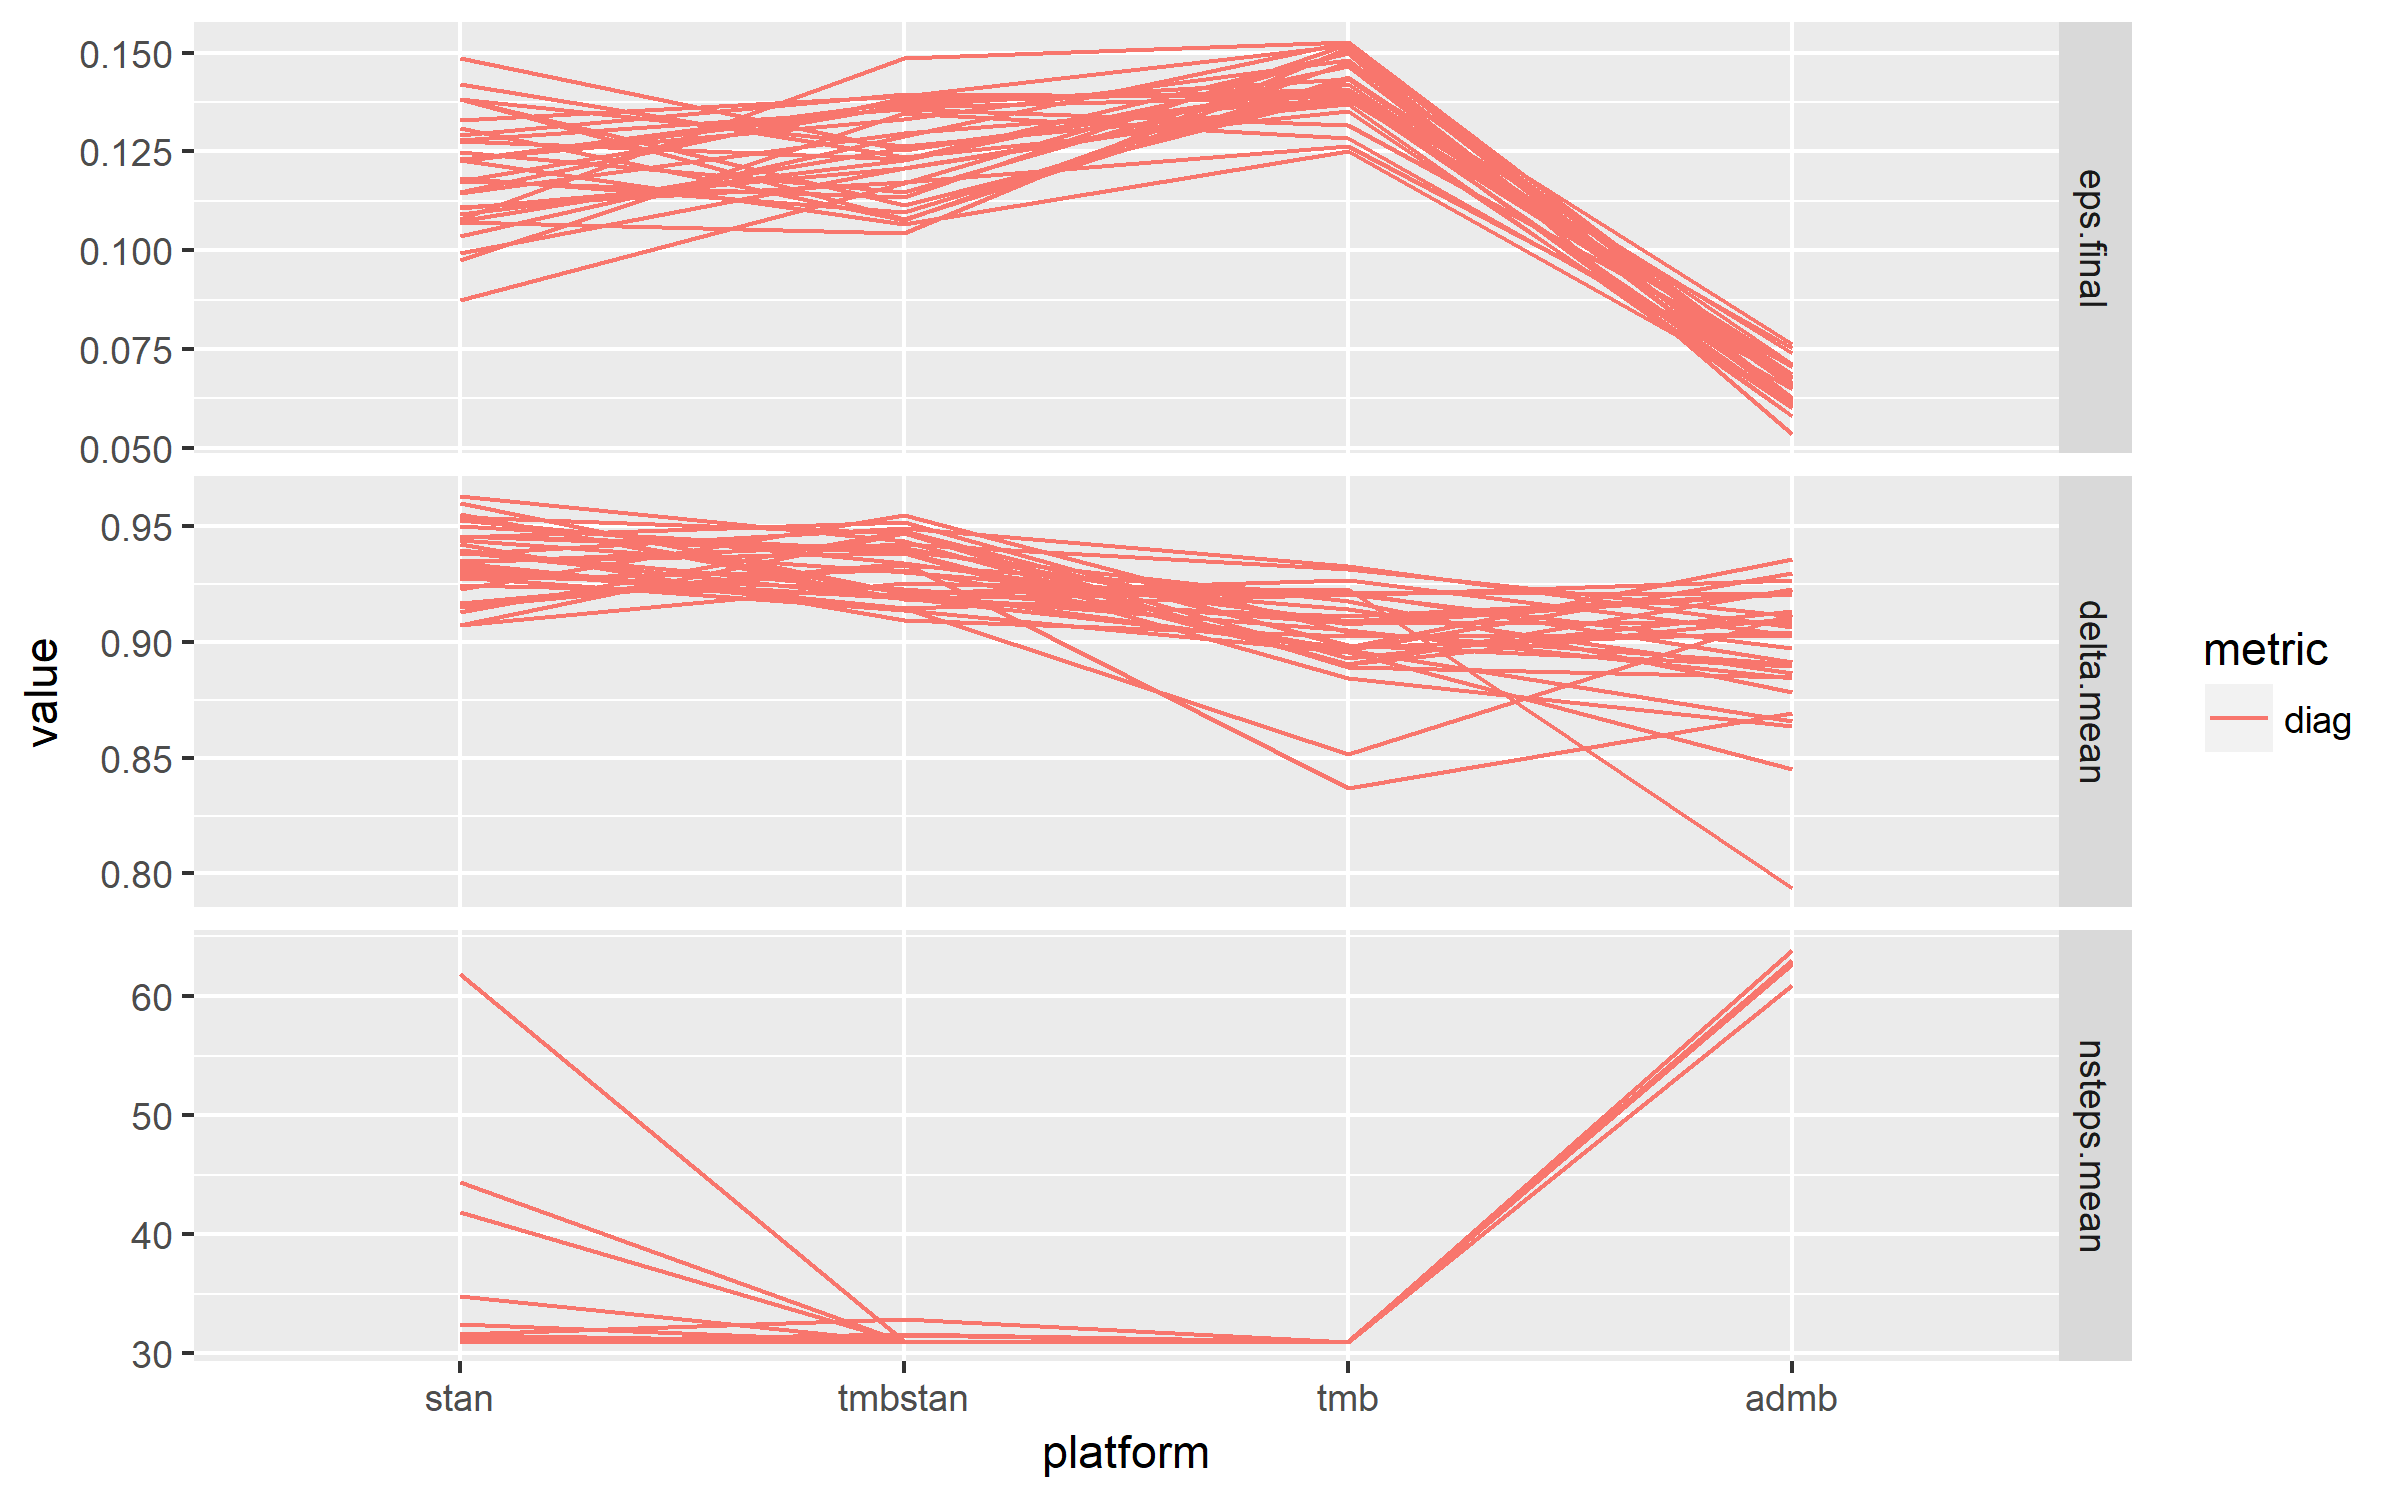 value
0.150
0.125
0.100
0.075
0.050
eps.final
0.95
0.90
0.85
0.80
delta.mean
60
50
40
30
nsteps.mean
stan tmbstan tmb admb
platform
metric
diag